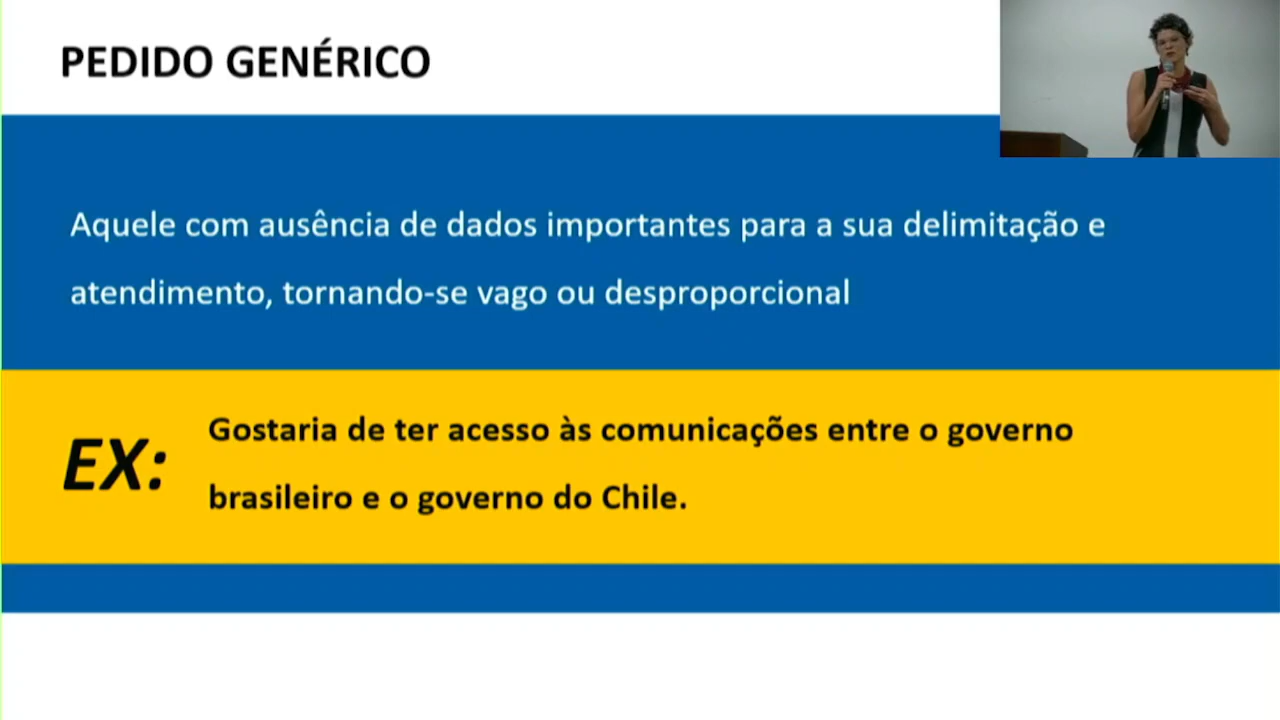 PEDIDO GENÉRICO
Aquele com ausência de dados importantes para a sua delimitação e
atendimento, tornando-se vago ou desproporcional
EX:
Gostaria de ter acesso às comunicações entre o governo
brasileiro e o governo do Chile.